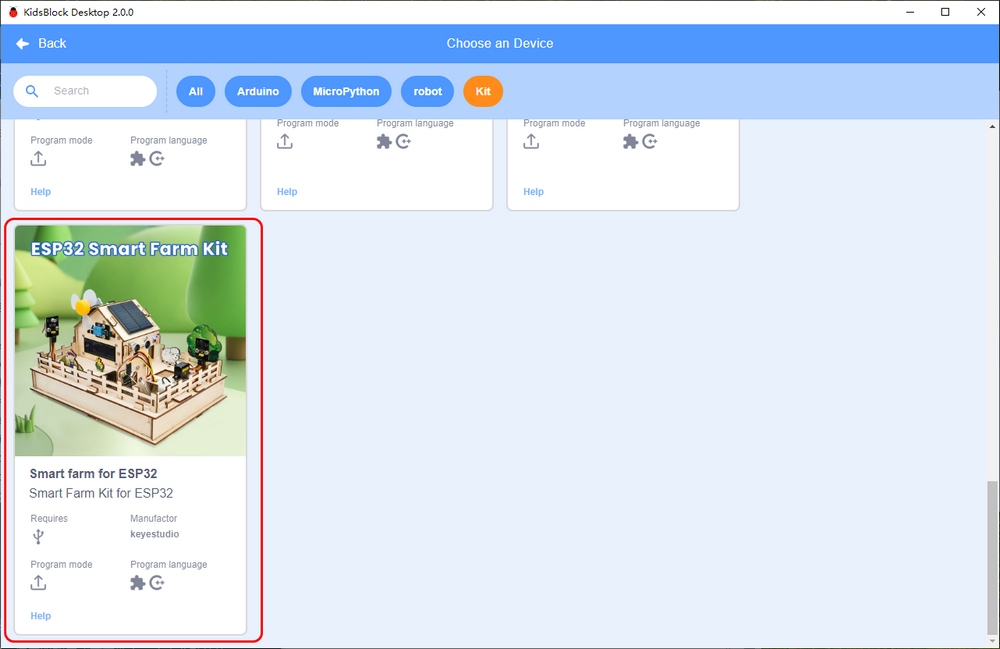 KidsBlock Desktop 2.0.0
Back
Choose an Device
Search
All
Arduino
MicroPython
robot
Kit
Program mode
Program language
Help
Program mode
Program language
Help
Program mode
Program language
Help
ESP32 Smart Farm Kit
Smart farm for ESP32
Smart Farm Kit for ESP32
Requires
Manufactor
keyestudio
Program mode
Program language
Help